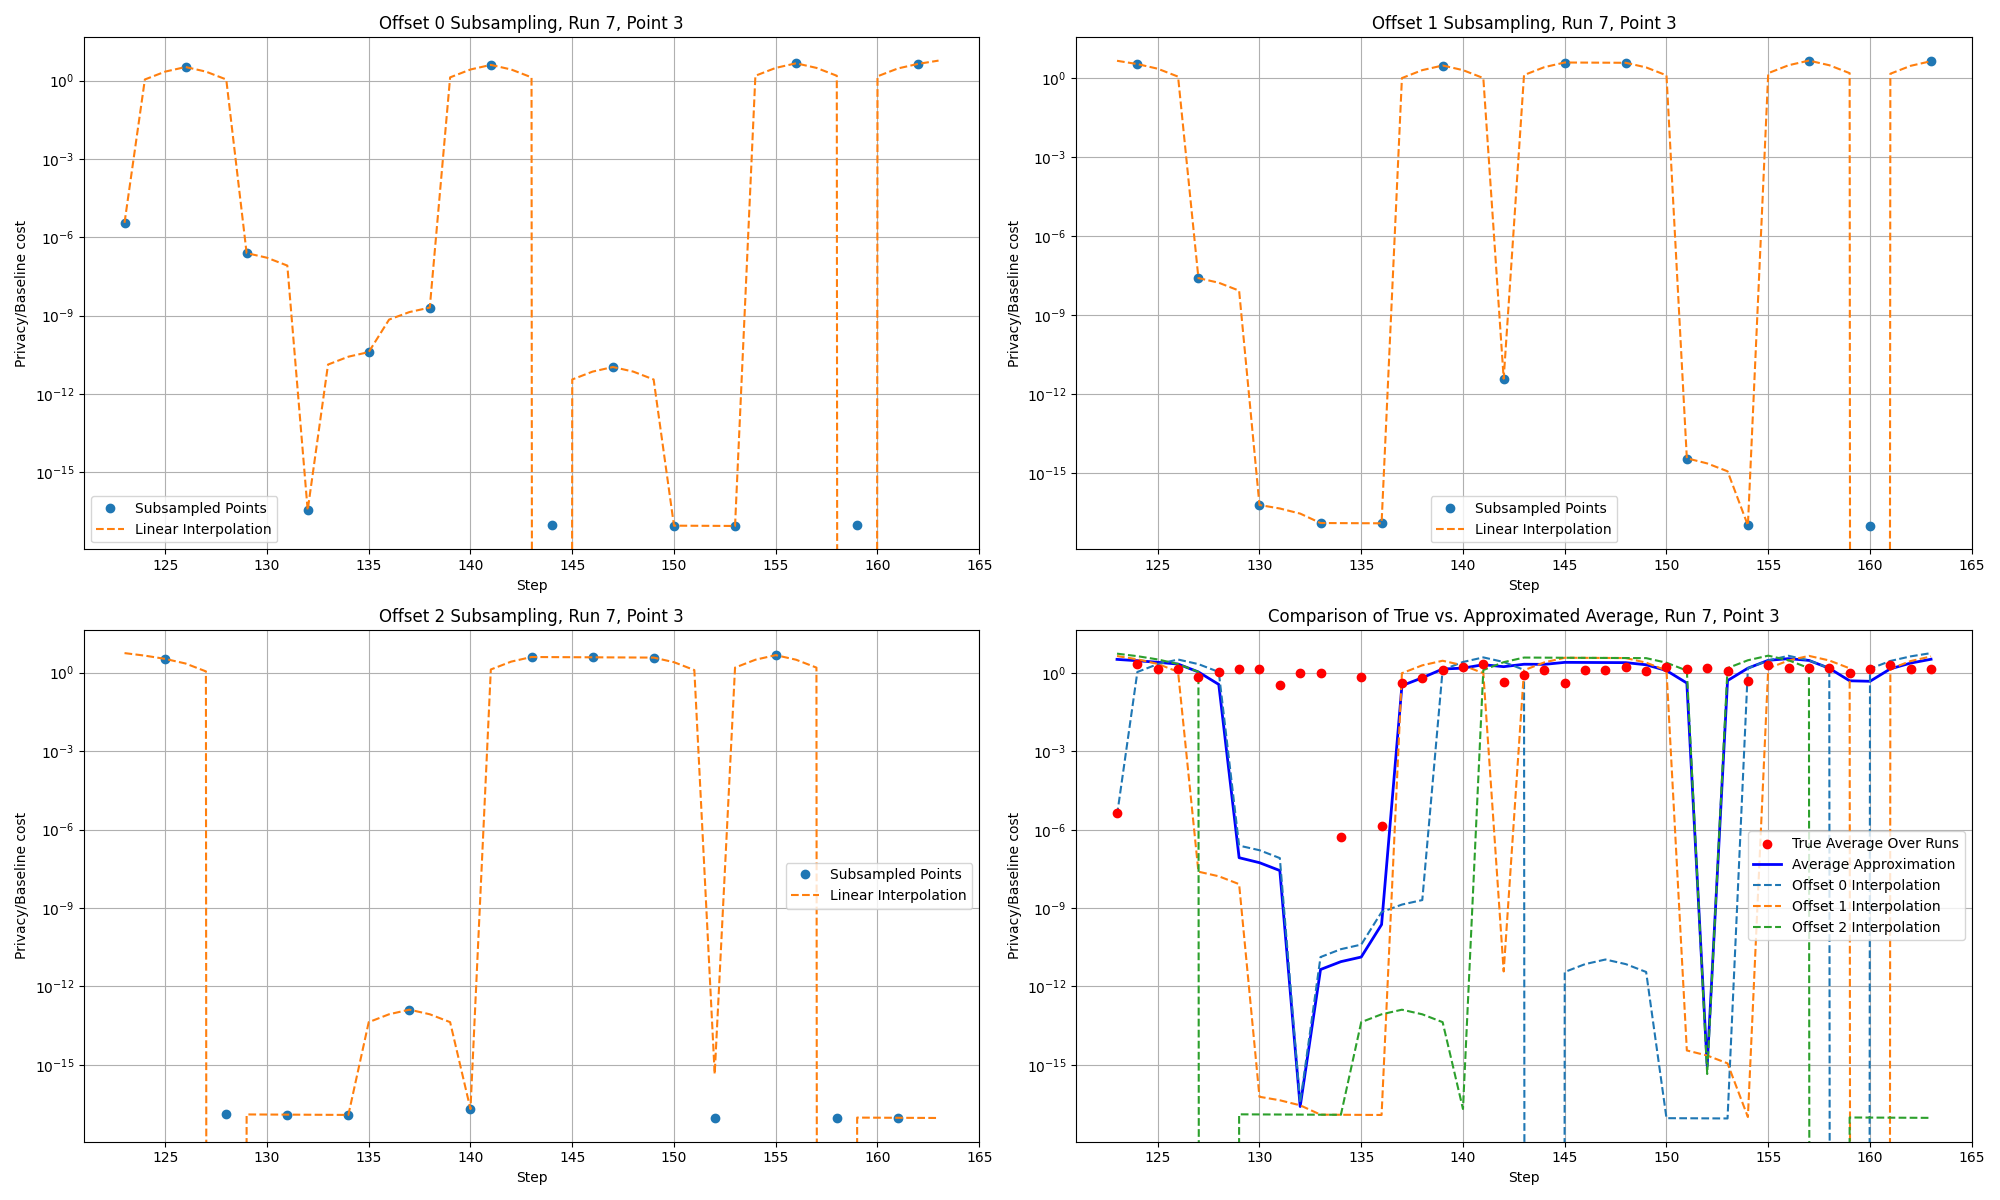 Offset 0 Subsampling, Run 7, Point 3
Privacy/Baseline cost
10^0
10^-3
10^-6
10^-9
10^-12
10^-15
Subsampled Points
Linear Interpolation
125 130 135 140 145 150 155 160 165
Step
Offset 1 Subsampling, Run 7, Point 3
Privacy/Baseline cost
10^0
10^-3
10^-6
10^-9
10^-12
10^-15
Subsampled Points
Linear Interpolation
125 130 135 140 145 150 155 160 165
Step
Offset 2 Subsampling, Run 7, Point 3
Privacy/Baseline cost
10^0
10^-3
10^-6
10^-9
10^-12
10^-15
Subsampled Points
Linear Interpolation
125 130 135 140 145 150 155 160 165
Step
Comparison of True vs. Approximated Average, Run 7, Point 3
Privacy/Baseline cost
10^0
10^-3
10^-6
10^-9
10^-12
10^-15
True Average Over Runs
Average Approximation
Offset 0 Interpolation
Offset 1 Interpolation
Offset 2 Interpolation
125 130 135 140 145 150 155 160 165
Step